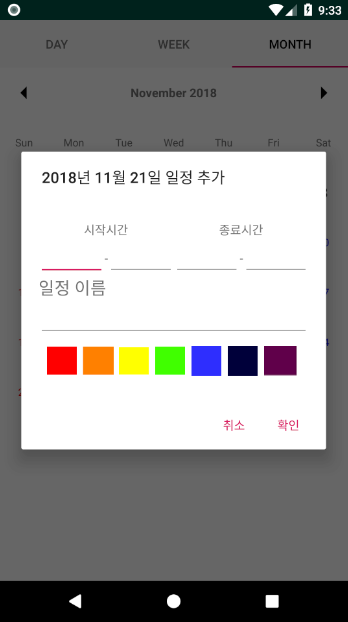 9:33
DAY WEEK MONTH
November 2018
Sun Mon Tue Wed Thu Fri Sat
2018년 11월 21일 일정 추가
시작시간 종료시간
- -
일정 이름
취소 확인